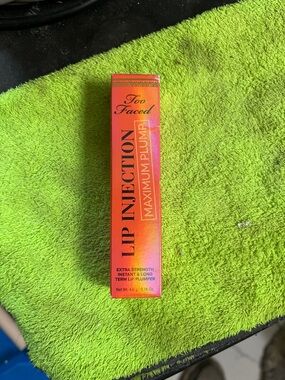 Too
Faced
LIP INJECTION
MAXIMUM PLUMP
EXTRA STRENGTH
INSTANT & LONG
TERM LIP PLUMPER